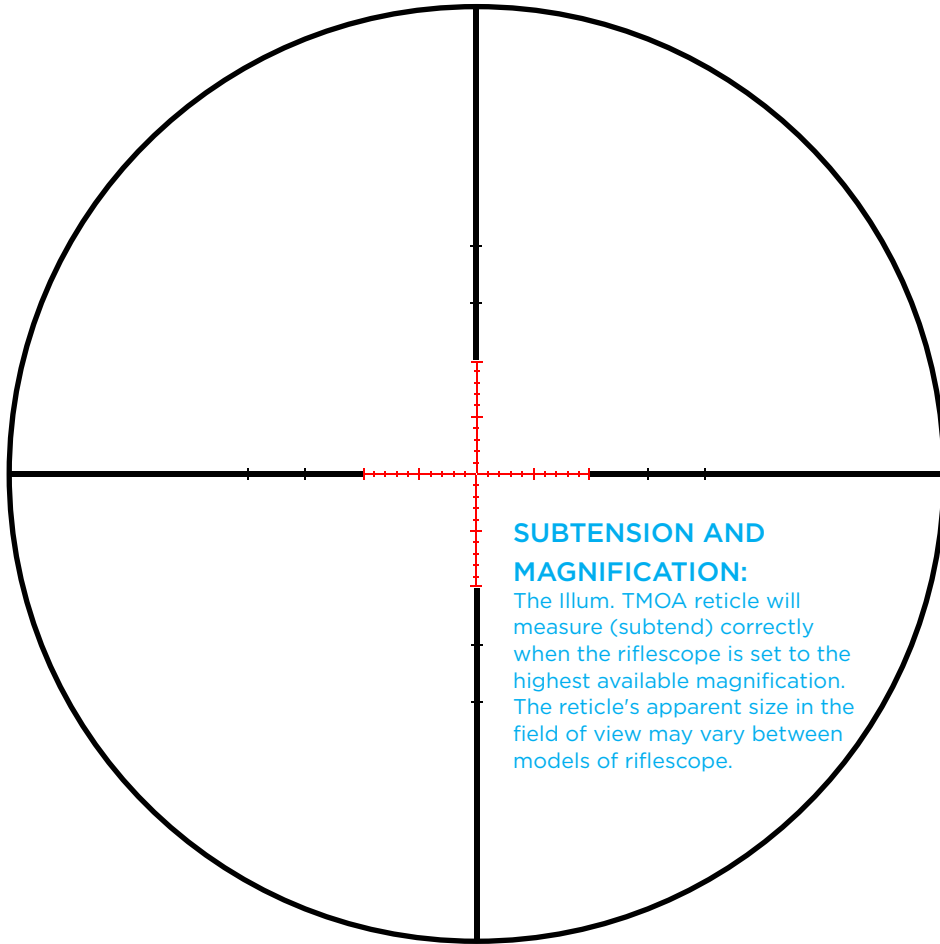 SUBTENSION AND
MAGNIFICATION:
The Illum. TMOA reticle will
measure (subtend) correctly
when the riflescope is set to the
highest available magnification.
The reticle's apparent size in the
field of view may vary between
models of riflescope.